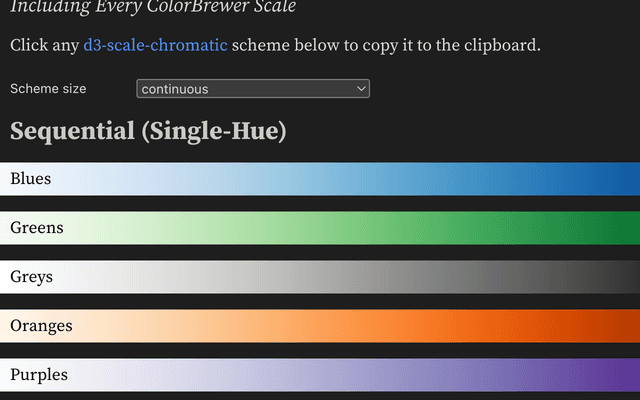 Including Every ColorBrewer Scale
Click any d3-scale-chromatic scheme below to copy it to the clipboard.
Scheme size continuous
Sequential (Single-Hue)
Blues
Greens
Greys
Oranges
Purples